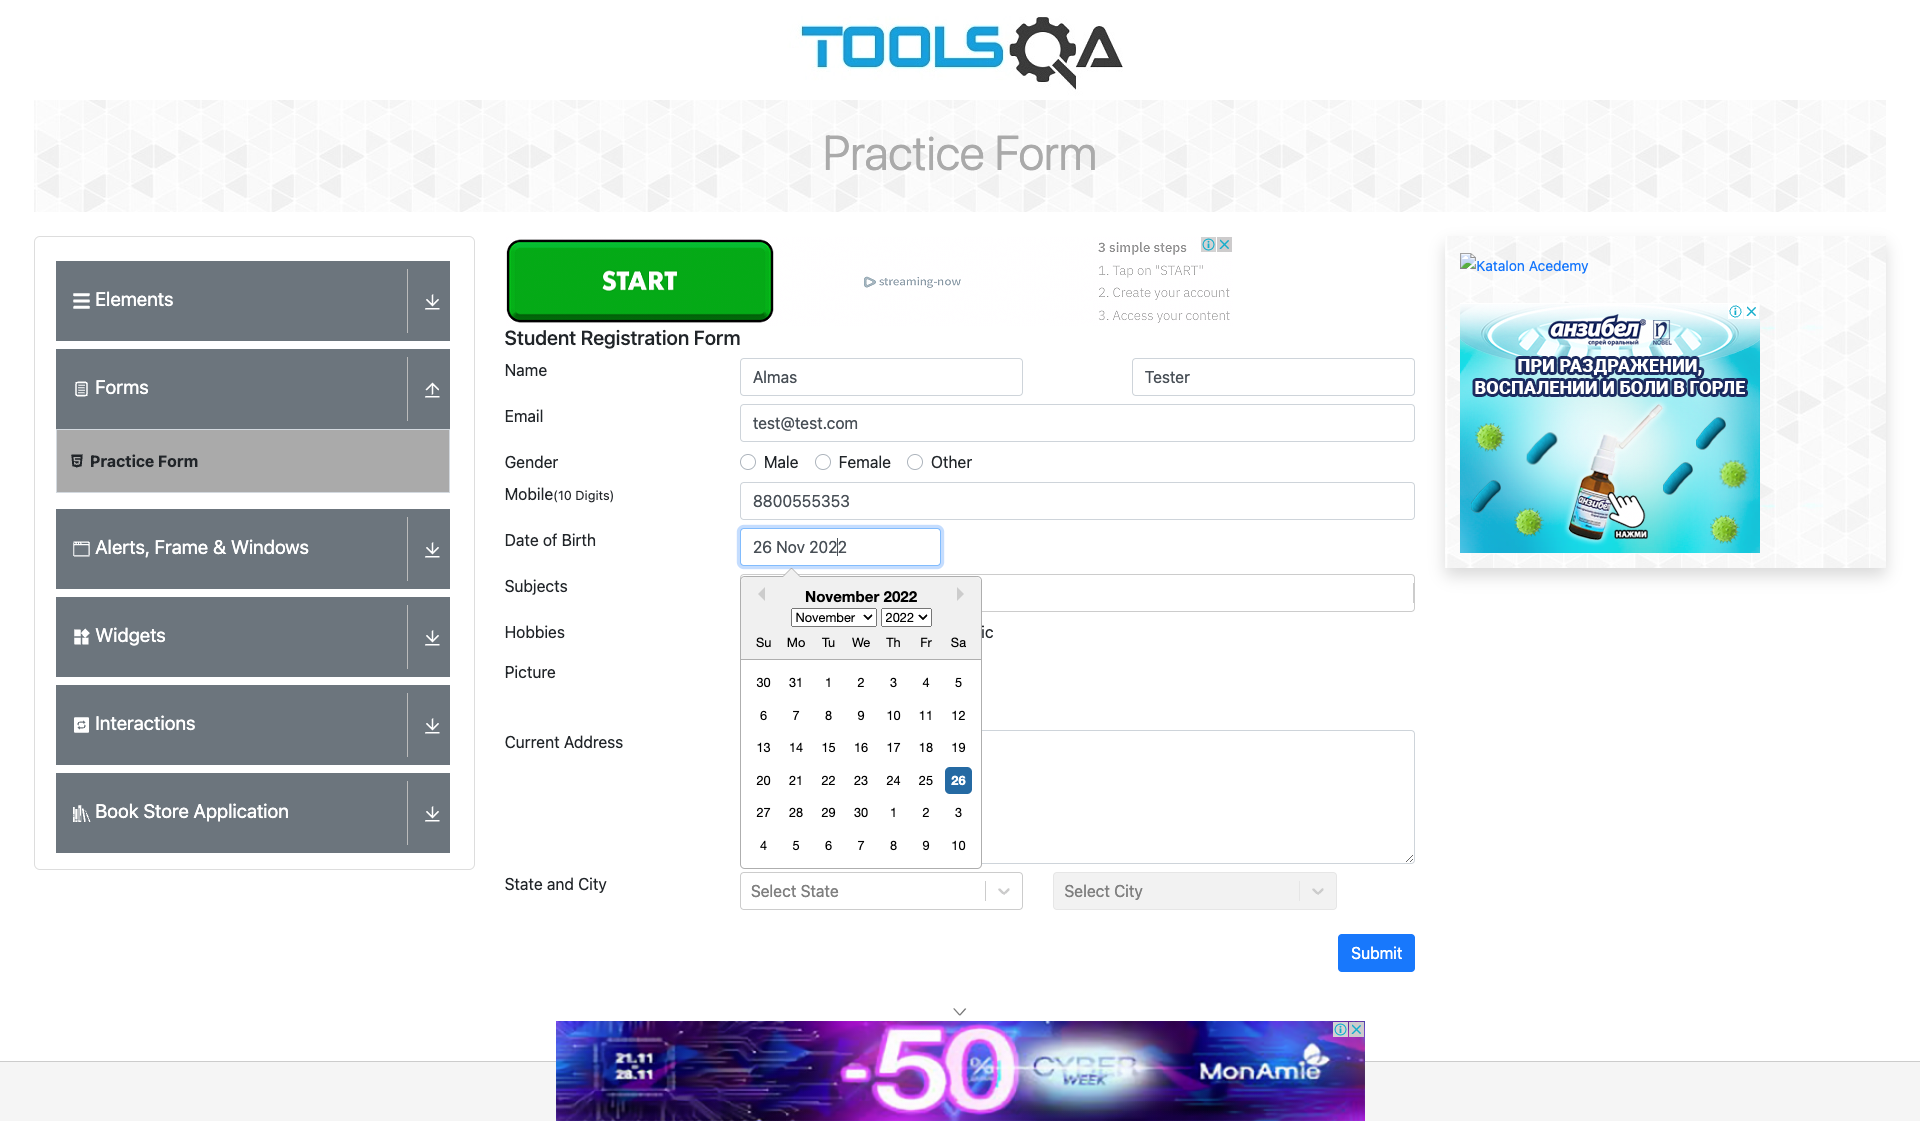 TOOLSQA
Practice Form
Elements
Forms
Practice Form
Alerts, Frame & Windows
Widgets
Interactions
Book Store Application
START
streaming-now
3 simple steps
1. Tap on "START"
2. Create your account
3. Access your content
Student Registration Form
Name
Almas
Tester
Email
test@test.com
Gender
Male
Female
Other
Mobile(10 Digits)
8800555353
Date of Birth
26 Nov 2022
Subjects
November 2022
November
2022
Su Mo Tu We Th Fr Sa
30 31 1 2 3 4 5
6 7 8 9 10 11 12
13 14 15 16 17 18 19
20 21 22 23 24 25 26
27 28 29 30 1 2 3
4 5 6 7 8 9 10
Hobbies
ic
Picture
Current Address
State and City
Select State
Select City
Submit
Katalon Acedemy
анзибел®
спрей оральный
NOBEL
ПРИ РАЗДРАЖЕНИИ,
ВОСПАЛЕНИИ И БОЛИ В ГОРЛЕ
анзибел
НАЖМИ
21.11
28.11
-50%
CYBER
WEEK
MonAmie